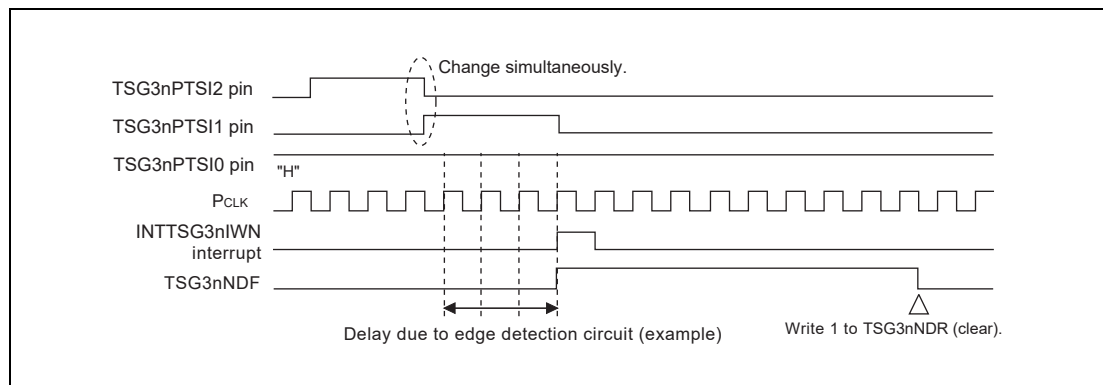 Change simultaneously.
TSG3nPTSI2 pin
TSG3nPTSI1 pin
TSG3nPTSI0 pin
"H"
PCLK
INTTSG3nIWN
interrupt
TSG3nNDF
Delay due to edge detection circuit (example)
Write 1 to TSG3nNDR (clear).